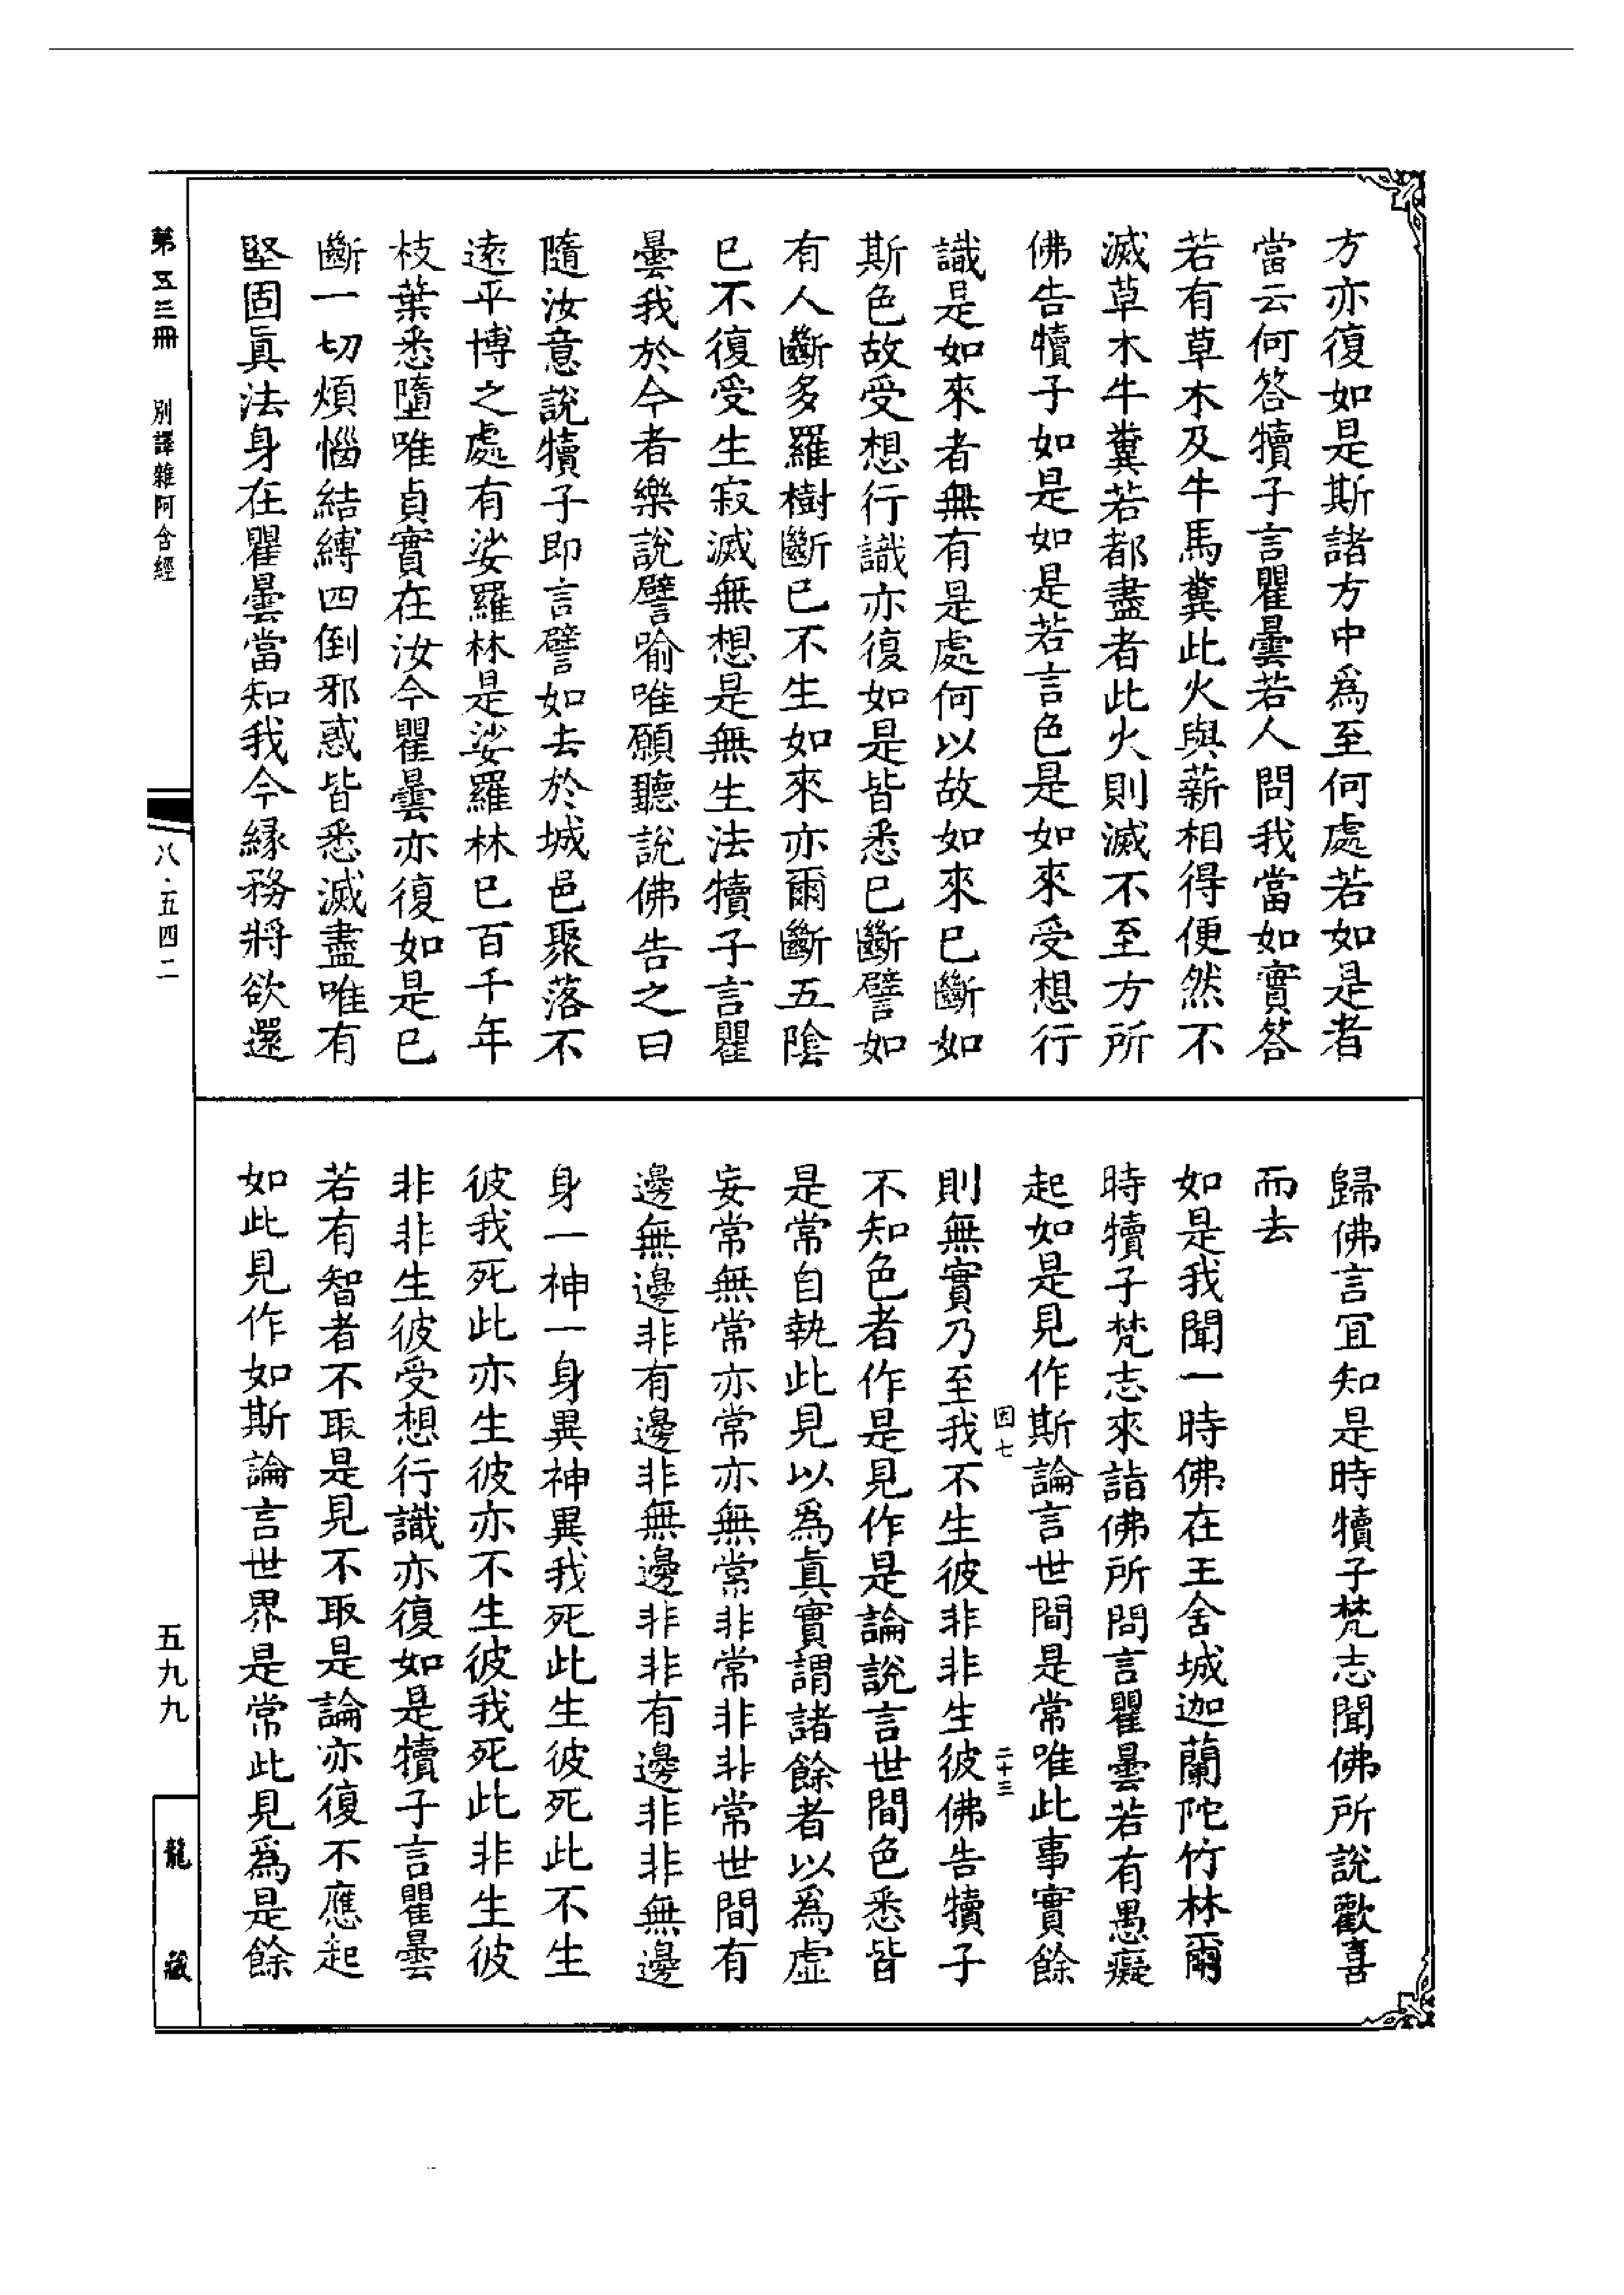 方亦復如是斯諸方中爲至何處若如是者
當云何答犢子言瞿曇若人問我當如實答
若有草木及牛馬糞此火與薪相得便然不
滅草木牛糞若都盡者此火則滅不至方所
佛告犢子如是如是若言色是如來受想行
識是如來者無有是處何以故如來已斷如
斯色故受想行識亦復如是皆悉已斷譬如
有人斷多羅樹斷已不生如來亦爾斷五陰
已不復受生寂滅無想是無生法犢子言瞿
曇我於今者樂說譬喻唯願聽說佛告之曰
隨汝意說犢子即言譬如去於城邑聚落不
遠平博之處有娑羅林是娑羅林已百千年
枝葉悉墮唯貞實在汝今瞿曇亦復如是已
斷一切煩惱結縛四倒邪惑皆悉滅盡唯有
堅固眞法身在瞿曇當知我今緣務將欲還
歸佛言宜知是時犢子梵志聞佛所說歡喜
而去
如是我聞一時佛在王舍城迦蘭陀竹林爾
時犢子梵志來詣佛所問言瞿曇若有愚癡
起如是見作斯論言世間是常唯此事實餘
因七
二十三
則無實乃至我不生彼非非生彼佛告犢子
不知色者作是見作是論說言世間色悉皆
是常自執此見以爲眞實謂諸餘者以爲虛
妄常無常亦常亦無常非常非非常世間有
邊無邊非有邊非無邊非非有邊非非無邊
身一神一身異神異我死此生彼死此不生
彼我死此亦生彼亦不生彼我死此非生彼
非非生彼受想行識亦復如是犢子言瞿曇
若有智者不取是見不取是論亦復不應起
如此見作如斯論言世界是常此見爲是餘
第五三冊 別譯雜阿含經
八·五四二
五九九
龍藏